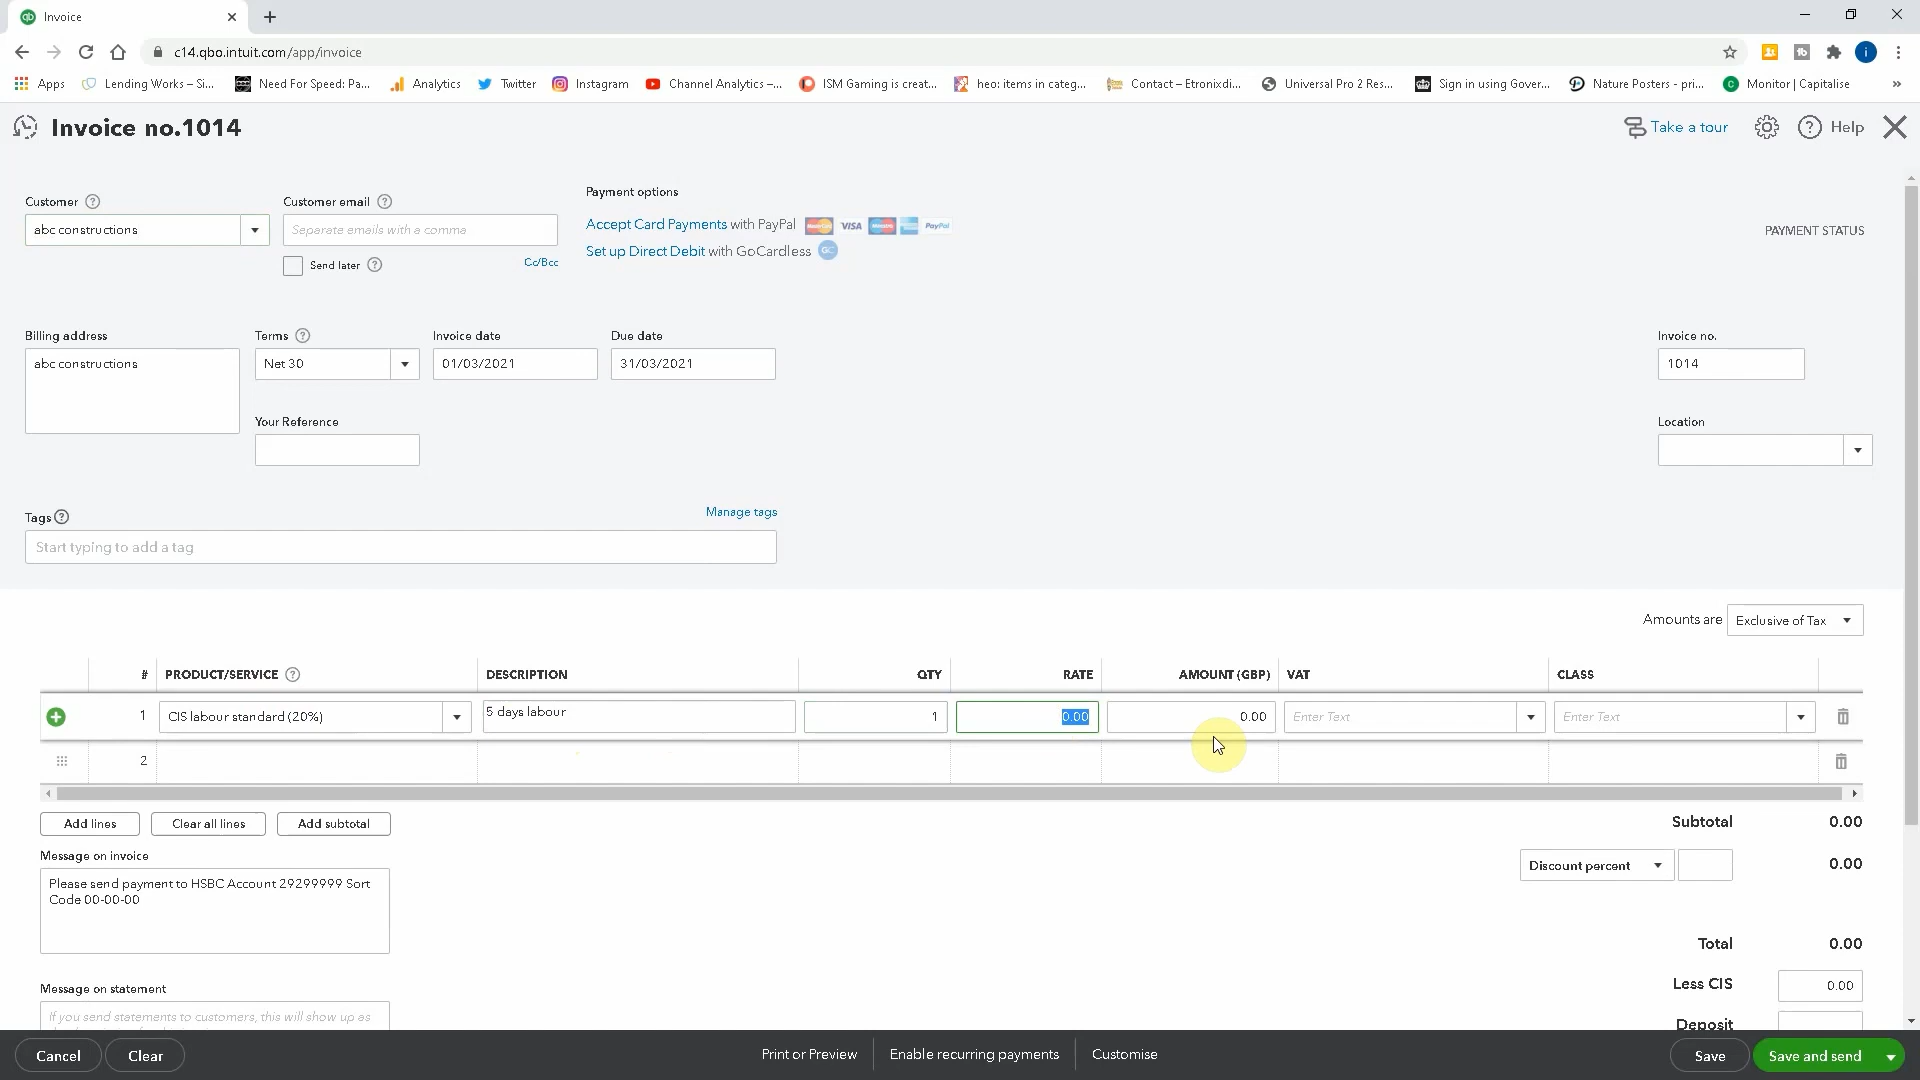 Invoice
c14.qbo.intuit.com/app/invoice
Apps
Lending Works – Si...
Need For Speed: Pa...
Analytics
Twitter
Instagram
Channel Analytics –...
ISM Gaming is creat...
heo: items in categ...
Contact – Etronixdi...
Universal Pro 2 Res...
Sign in using Gover...
Nature Posters - pri...
Monitor | Capitalise
»
Invoice no.1014
Take a tour
Help
Customer
Customer email
Payment options
abc constructions
Separate emails with a comma
Accept Card Payments with PayPal
VISA
PayPal
PAYMENT STATUS
Send later
Cc/Bcc
Set up Direct Debit with GoCardless
GC
Billing address
Terms
Invoice date
Due date
Invoice no.
abc constructions
Net 30
01/03/2021
31/03/2021
1014
Your Reference
Location
Tags
Manage tags
Start typing to add a tag
Amounts are
Exclusive of Tax
# PRODUCT/SERVICE DESCRIPTION QTY RATE AMOUNT (GBP) VAT CLASS
1 CIS labour standard (20%) 5 days labour 1 0.00 0.00 Enter Text Enter Text
2
Add lines
Clear all lines
Add subtotal
Subtotal 0.00
Message on invoice
Discount percent 0.00
Please send payment to HSBC Account 29299999 Sort
Code 00-00-00
Total 0.00
Less CIS 0.00
Message on statement
If you send statements to customers, this will show up as
Deposit
Cancel
Clear
Print or Preview
Enable recurring payments
Customise
Save
Save and send